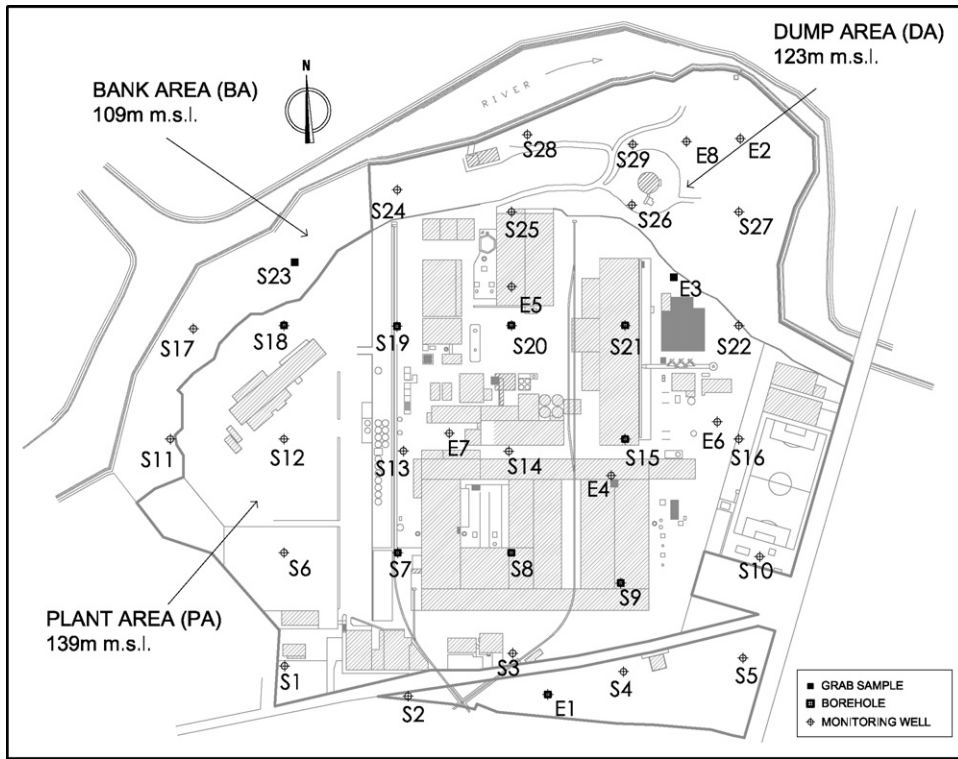 DUMP AREA (DA)
123m m.s.l.
BANK AREA (BA)
109m m.s.l.
N
RIVER
S28
S29
E8
E2
S24
S25
S26
S27
S23
E5
E3
S17
S18
S19
S20
S21
S22
S11
S12
S13
E7
S14
E4
S15
E6
S16
S6
S7
S8
S9
S10
PLANT AREA (PA)
139m m.s.l.
S1
S2
S3
E1
S4
S5
GRAB SAMPLE
BOREHOLE
MONITORING WELL